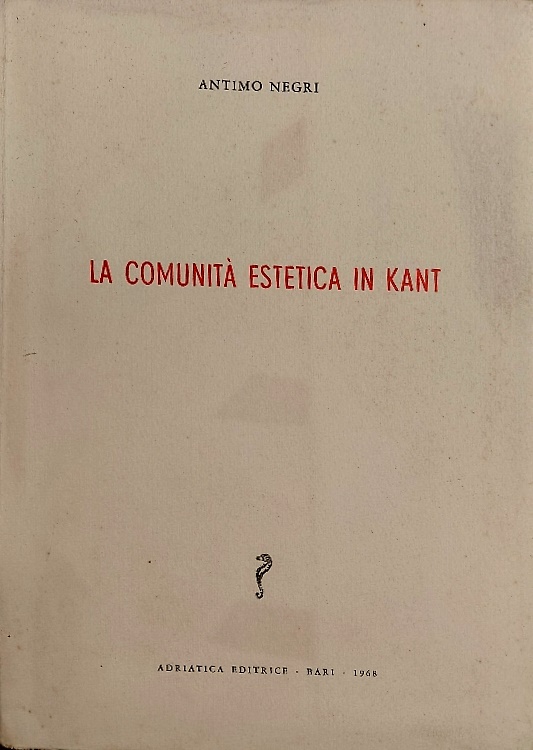 ANTIMO NEGRI
LA COMUNITÀ ESTETICA IN KANT
ADRIATICA EDITRICE - BARI - 1968